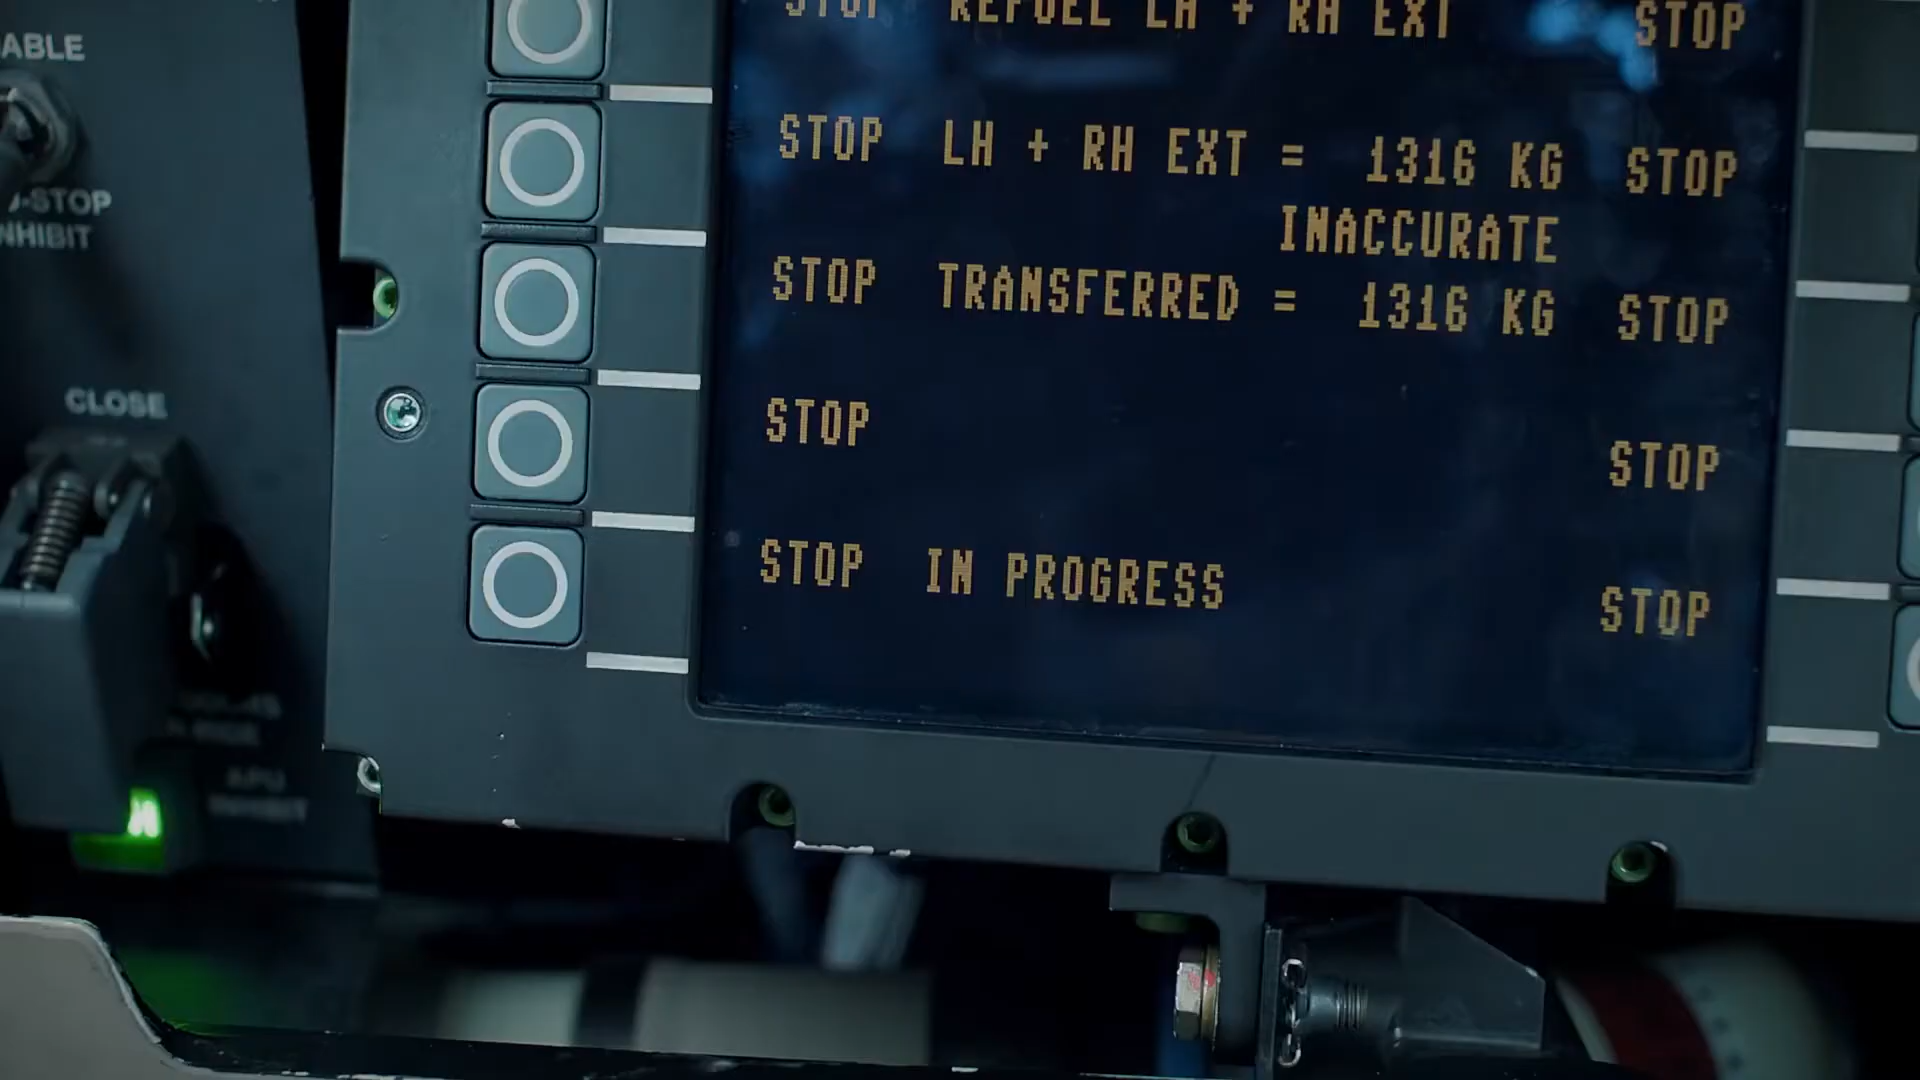 STOP REFUEL LH + RH EXT STOP
STOP LH + RH EXT = 1316 KG STOP
INACCURATE
STOP TRANSFERRED = 1316 KG STOP
STOP STOP
STOP IN PROGRESS STOP
ABLE
-STOP
NHIBIT
CLOSE
APU
INHIBIT